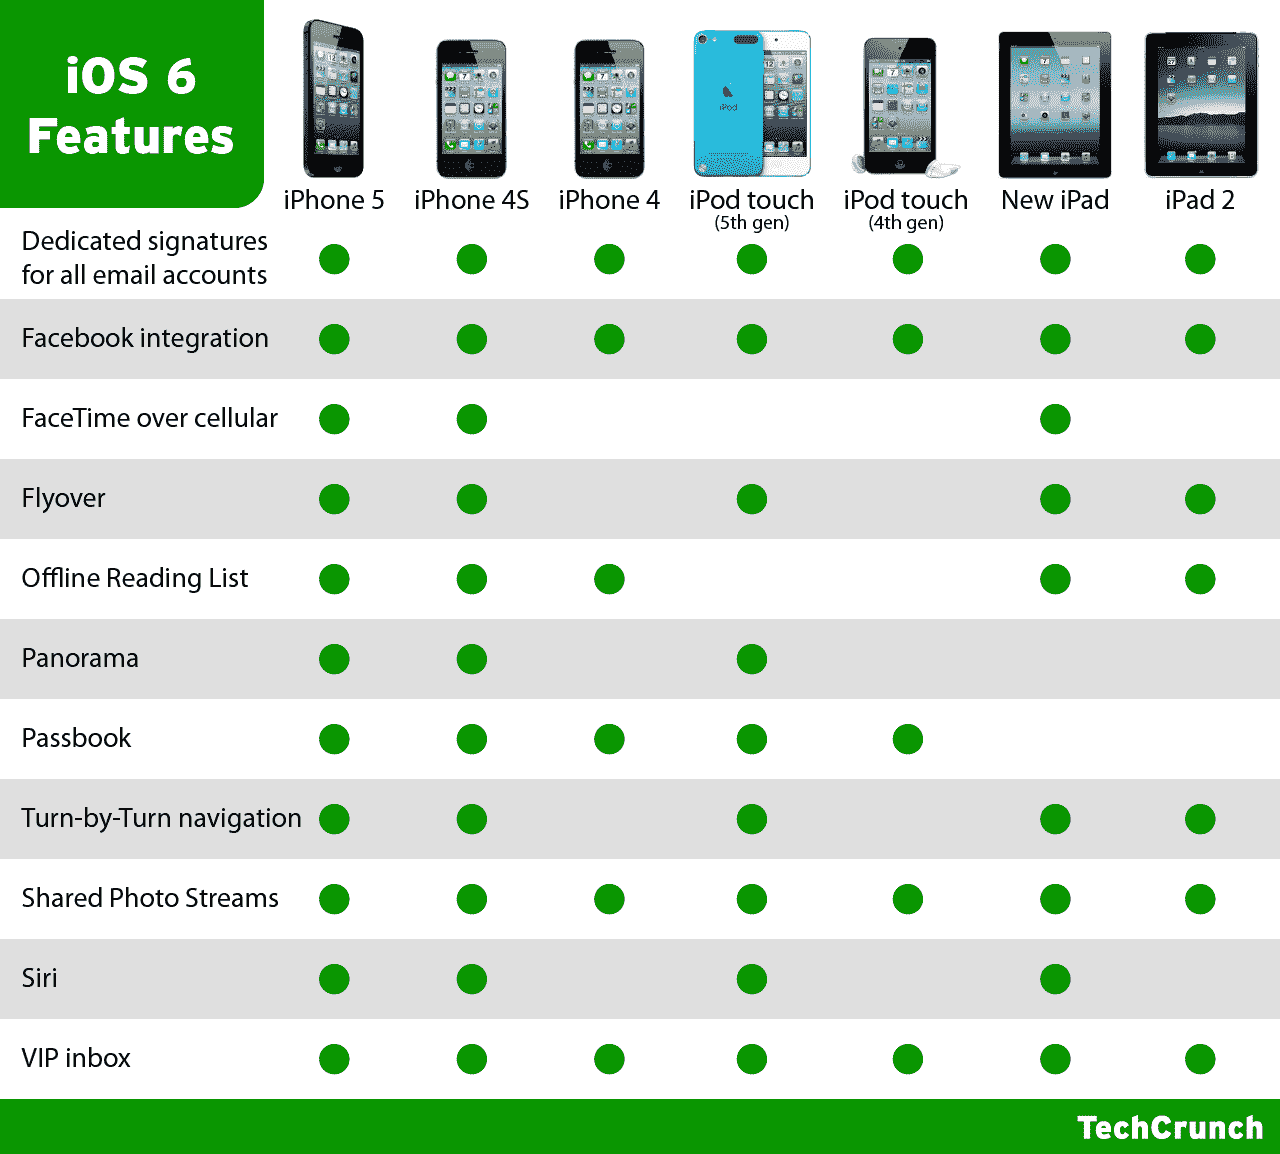 iOS 6
Features
iPod
iPhone 5
iPhone 4S
iPhone 4
iPod touch
(5th gen)
iPod touch
(4th gen)
New iPad
iPad 2
Dedicated signatures
for all email accounts
Facebook integration
FaceTime over cellular
Flyover
Offline Reading List
Panorama
Passbook
Turn-by-Turn navigation
Shared Photo Streams
Siri
VIP inbox
TechCrunch